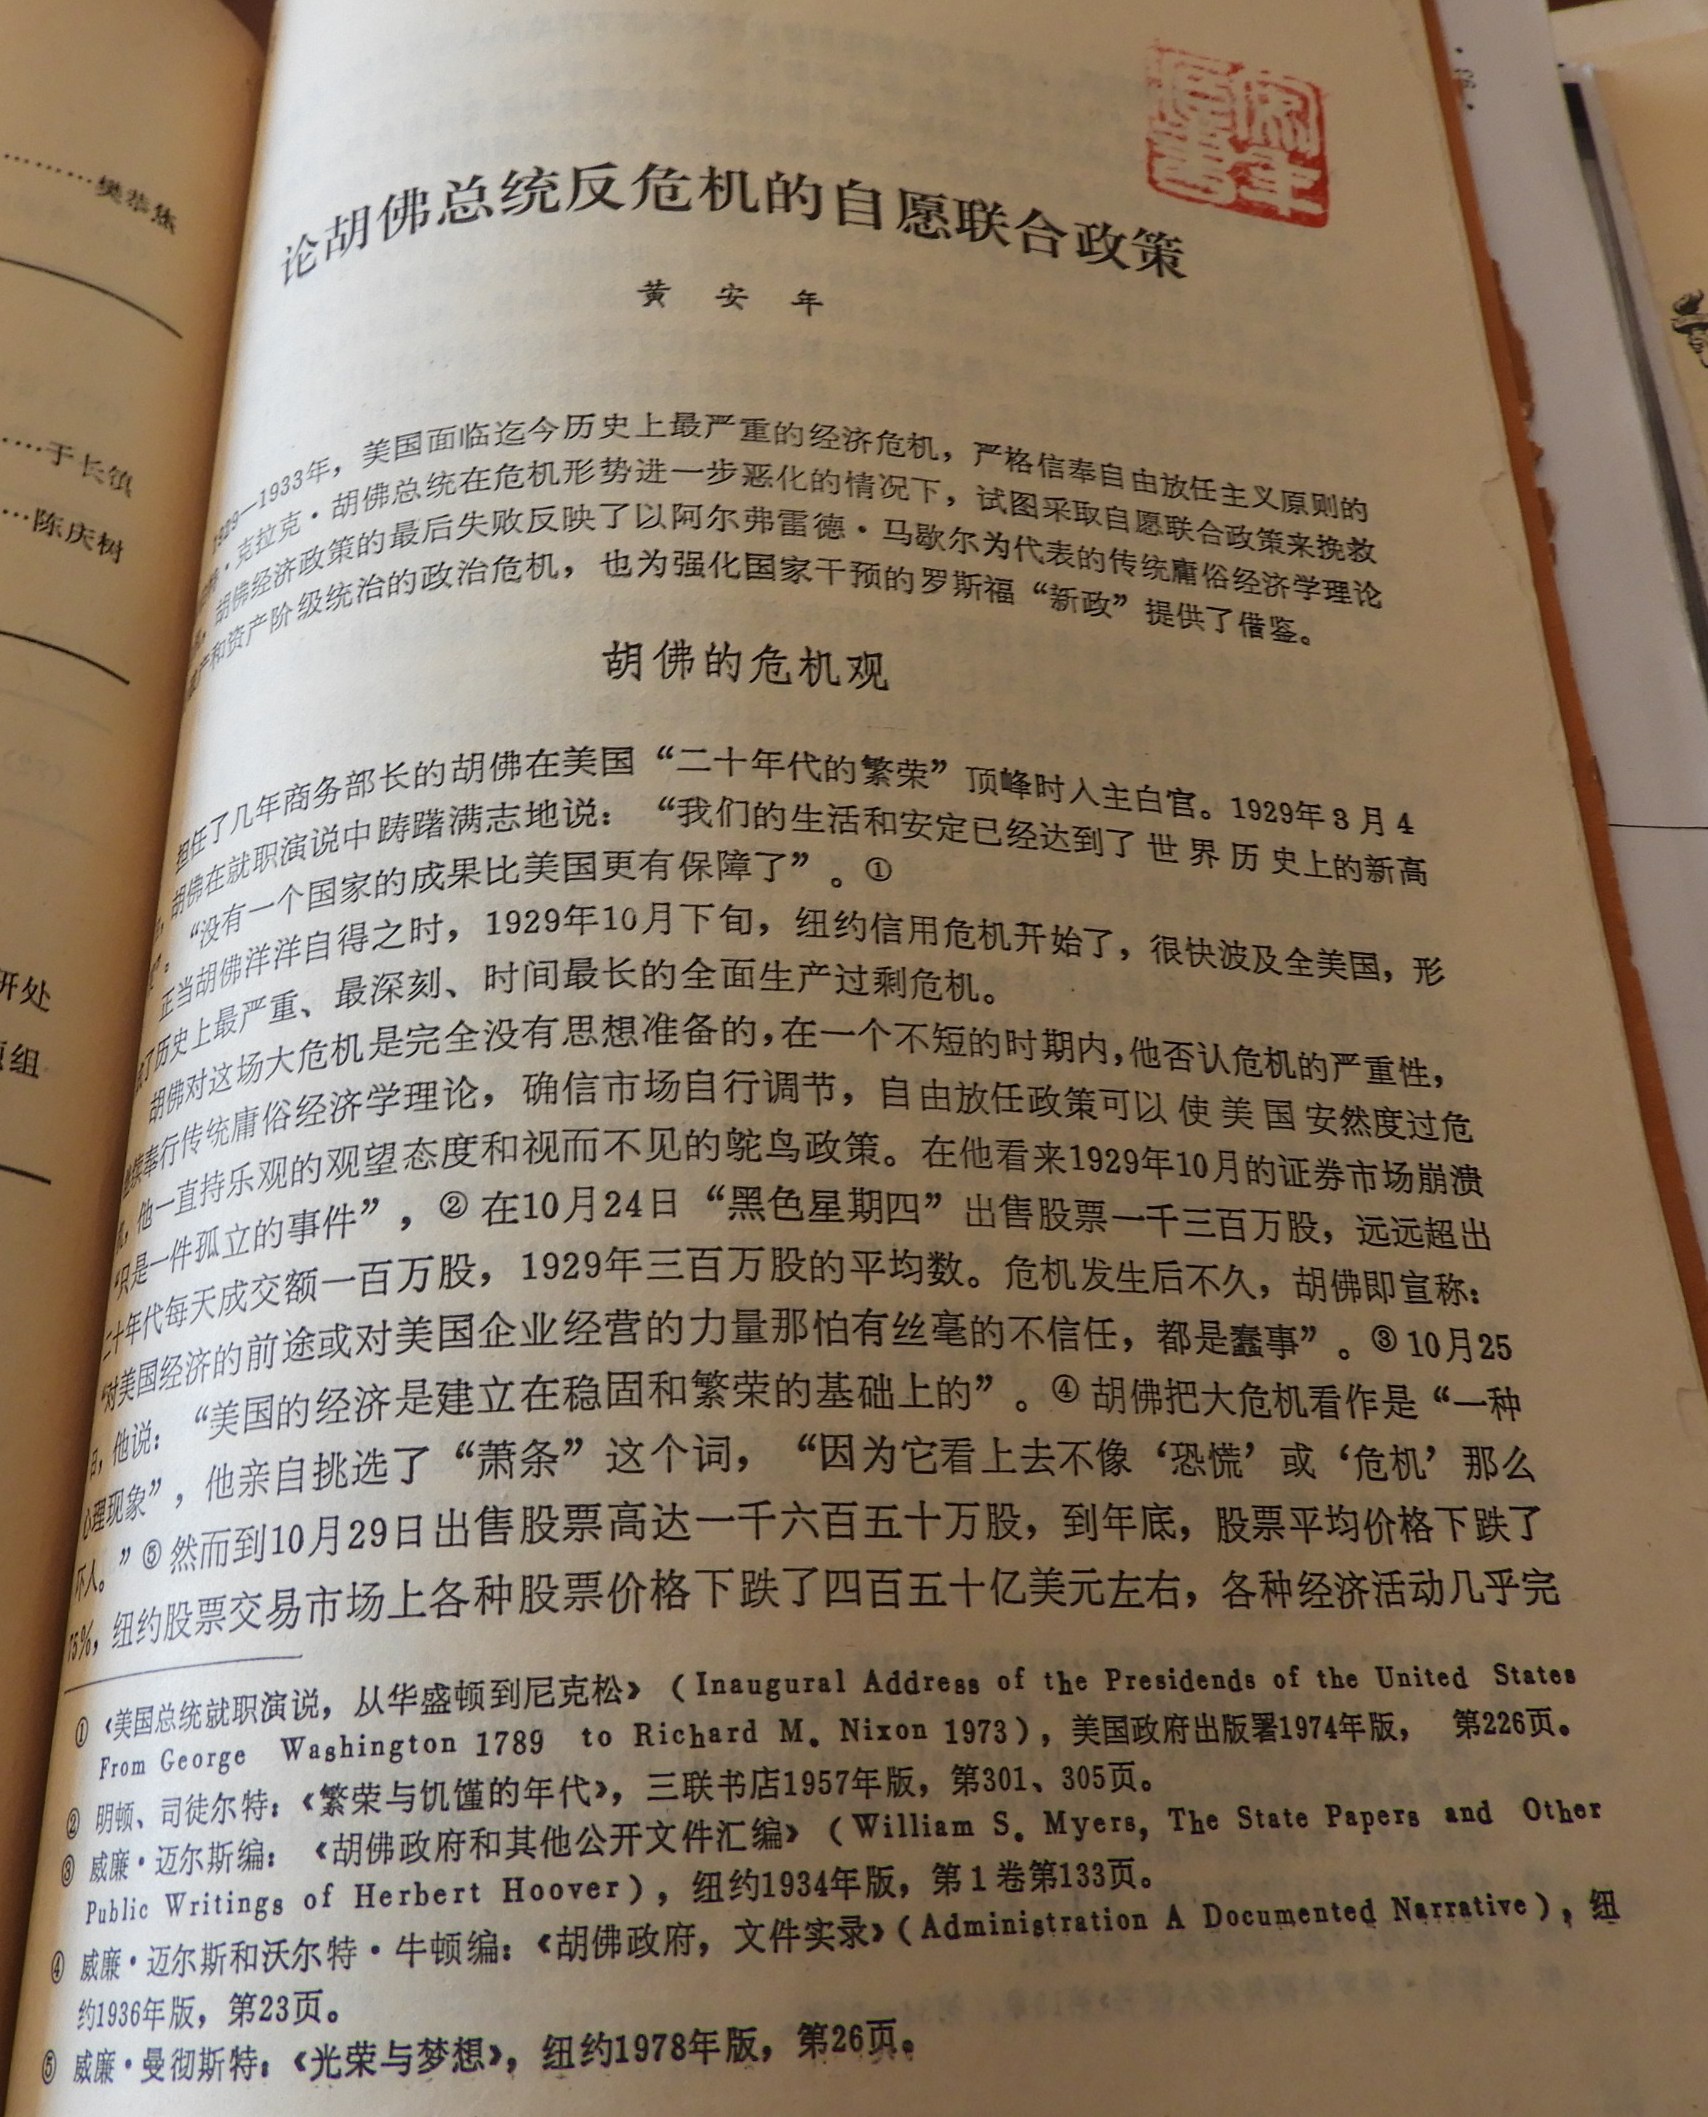 樊恭烋
于长镇
陈庆树
研处
组
论胡佛总统反危机的自愿联合政策
黄安年
1929—1933年，美国面临迄今历史上最严重的经济危机，严格信奉自由放任主义原则的
·克拉克·胡佛总统在危机形势进一步恶化的情况下，试图采取自愿联合政策来挽救
胡佛经济政策的最后失败反映了以阿尔弗雷德·马歇尔为代表的传统庸俗经济学理论
破产和资产阶级统治的政治危机，也为强化国家干预的罗斯福“新政”提供了借鉴。
胡佛的危机观
担任了几年商务部长的胡佛在美国“二十年代的繁荣”顶峰时入主白官。1929年3月4
，胡佛在就职演说中踌躇满志地说：“我们的生活和安定已经达到了世界历史上的新高
”。“没有一个国家的成果比美国更有保障了”。①
正当胡佛洋洋自得之时，1929年10月下旬，纽约信用危机开始了，很快波及全美国，形
成了历史上最严重、最深刻、时间最长的全面生产过剩危机。
胡佛对这场大危机是完全没有思想准备的，在一个不短的时期内，他否认危机的严重性，
继续奉行传统庸俗经济学理论，确信市场自行调节，自由放任政策可以使美国安然度过危
机，他一直持乐观的观望态度和视而不见的鸵鸟政策。在他看来1929年10月的证券市场崩溃
“只是一件孤立的事件”，②在10月24日“黑色星期四”出售股票一千三百万股，远远超出
二十年代每天成交额一百万股，1929年三百万股的平均数。危机发生后不久，胡佛即宣称：
“对美国经济的前途或对美国企业经营的力量那怕有丝毫的不信任，都是蠢事”。③10月25
日，他说：“美国的经济是建立在稳固和繁荣的基础上的”。④胡佛把大危机看作是“一种
心理现象”，他亲自挑选了“萧条”这个词，“因为它看上去不像‘恐慌’或‘危机’那么
吓人。”⑤然而到10月29日出售股票高达一千六百五十万股，到年底，股票平均价格下跌了
75%，纽约股票交易市场上各种股票价格下跌了四百五十亿美元左右，各种经济活动几乎完
①《美国总统就职演说，从华盛顿到尼克松》（Inaugural Address of the Presidends of the United States
From George Washington 1789 to Richard M. Nixon 1973），美国政府出版署1974年版，第226页。
② 明顿、司徒尔特：《繁荣与饥馑的年代》，三联书店1957年版，第301、305页。
③ 威廉·迈尔斯编：《胡佛政府和其他公开文件汇编》（William S. Myers, The State Papers and Other
Public Writings of Herbert Hoover），纽约1934年版，第1卷第133页。
④ 威廉·迈尔斯和沃尔特·牛顿编：《胡佛政府，文件实录》（Administration A Documented Narrative），纽
约1936年版，第23页。
⑤ 威廉·曼彻斯特：《光荣与梦想》，纽约1978年版，第26页。